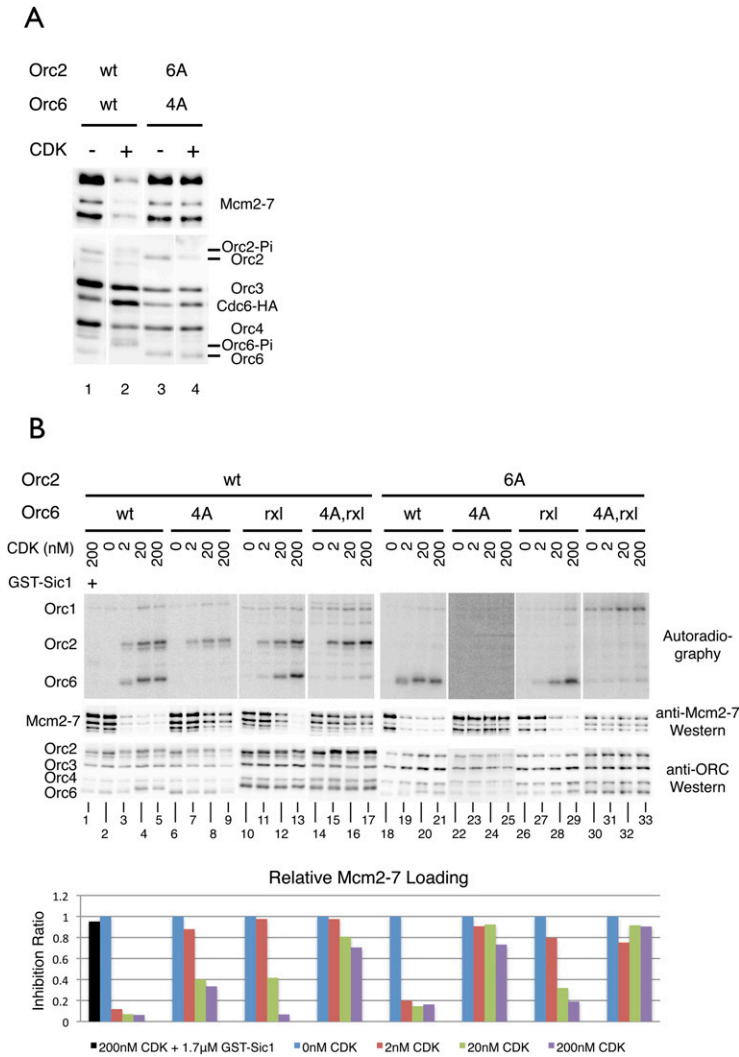 A
Orc2 wt 6A
Orc6 wt 4A
CDK - + - +
Mcm2-7
Orc2-Pi
Orc2
Orc3
Cdc6-HA
Orc4
Orc6-Pi
Orc6
1 2 3 4
B
Orc2 wt 6A
Orc6 wt 4A rxl 4A,rxl wt 4A rxl 4A,rxl
CDK (nM) 200 0 2 20 200 0 2 20 200 0 2 20 200 0 2 20 200 0 2 20 200 0 2 20 200 0 2 20 200 0 2 20 200
GST-Sic1 +
Orc1
Orc2
Orc6
Autoradio-
graphy
Mcm2-7
anti-Mcm2-7
Western
Orc2
Orc3
Orc4
Orc6
anti-ORC
Western
1 3 5 7 9 11 13 15 17 19 21 23 25 27 29 31 33
2 4 6 8 10 12 14 16 18 20 22 24 26 28 30 32
Relative Mcm2-7 Loading
Inhibition Ratio
1.2
1
0.8
0.6
0.4
0.2
0
200nM CDK + 1.7μM GST-Sic1 0nM CDK 2nM CDK 20nM CDK 200nM CDK